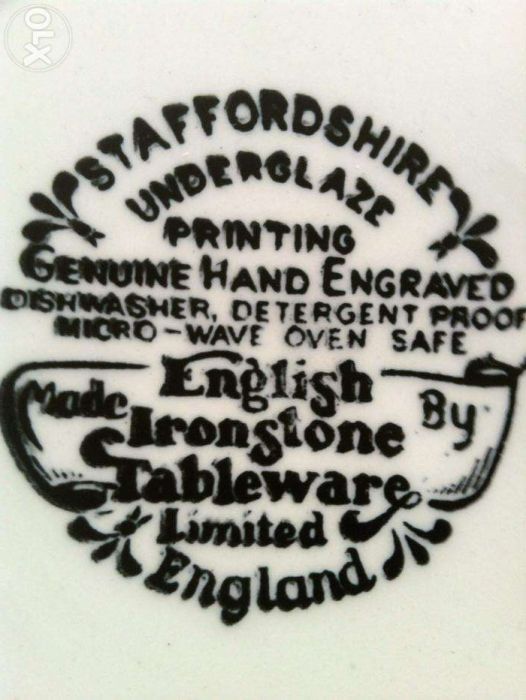 OLX
STAFFORDSHIRE
UNDERGLAZE
PRINTING
GENUINE HAND ENGRAVED
DISHWASHER, DETERGENT PROOF
MICRO-WAVE OVEN SAFE
English
Made Ironstone By
Tableware
Limited
England